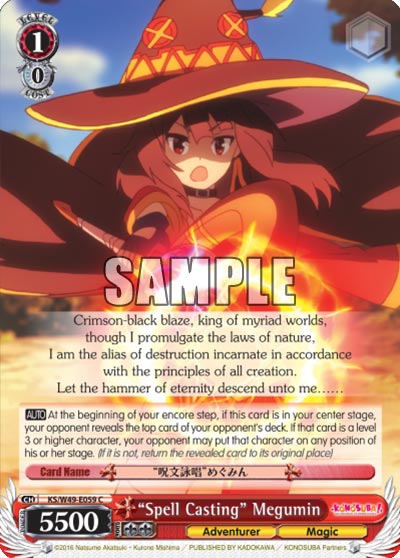 LEVEL
1
0
COST
SAMPLE
Crimson-black blaze, king of myriad worlds,
though I promulgate the laws of nature,
I am the alias of destruction incarnate in accordance
with the principles of all creation.
Let the hammer of eternity descend unto me……
AUTO At the beginning of your encore step, if this card is in your center stage,
your opponent reveals the top card of your opponent's deck. If that card is a level
3 or higher character, your opponent may put that character on any position of
his or her stage. (If it is not, return the revealed card to its original place)
Card Name "呪文詠唱"めぐみん
CH KS/W49-E059 C
POWER 5500 "Spell Casting" Megumin KONOSUBA!
Adventurer Magic
©2016 Natsume Akatsuki・Kurone Mishima / PUBLISHED BY KADOKAWA / KONOSUBA Partners